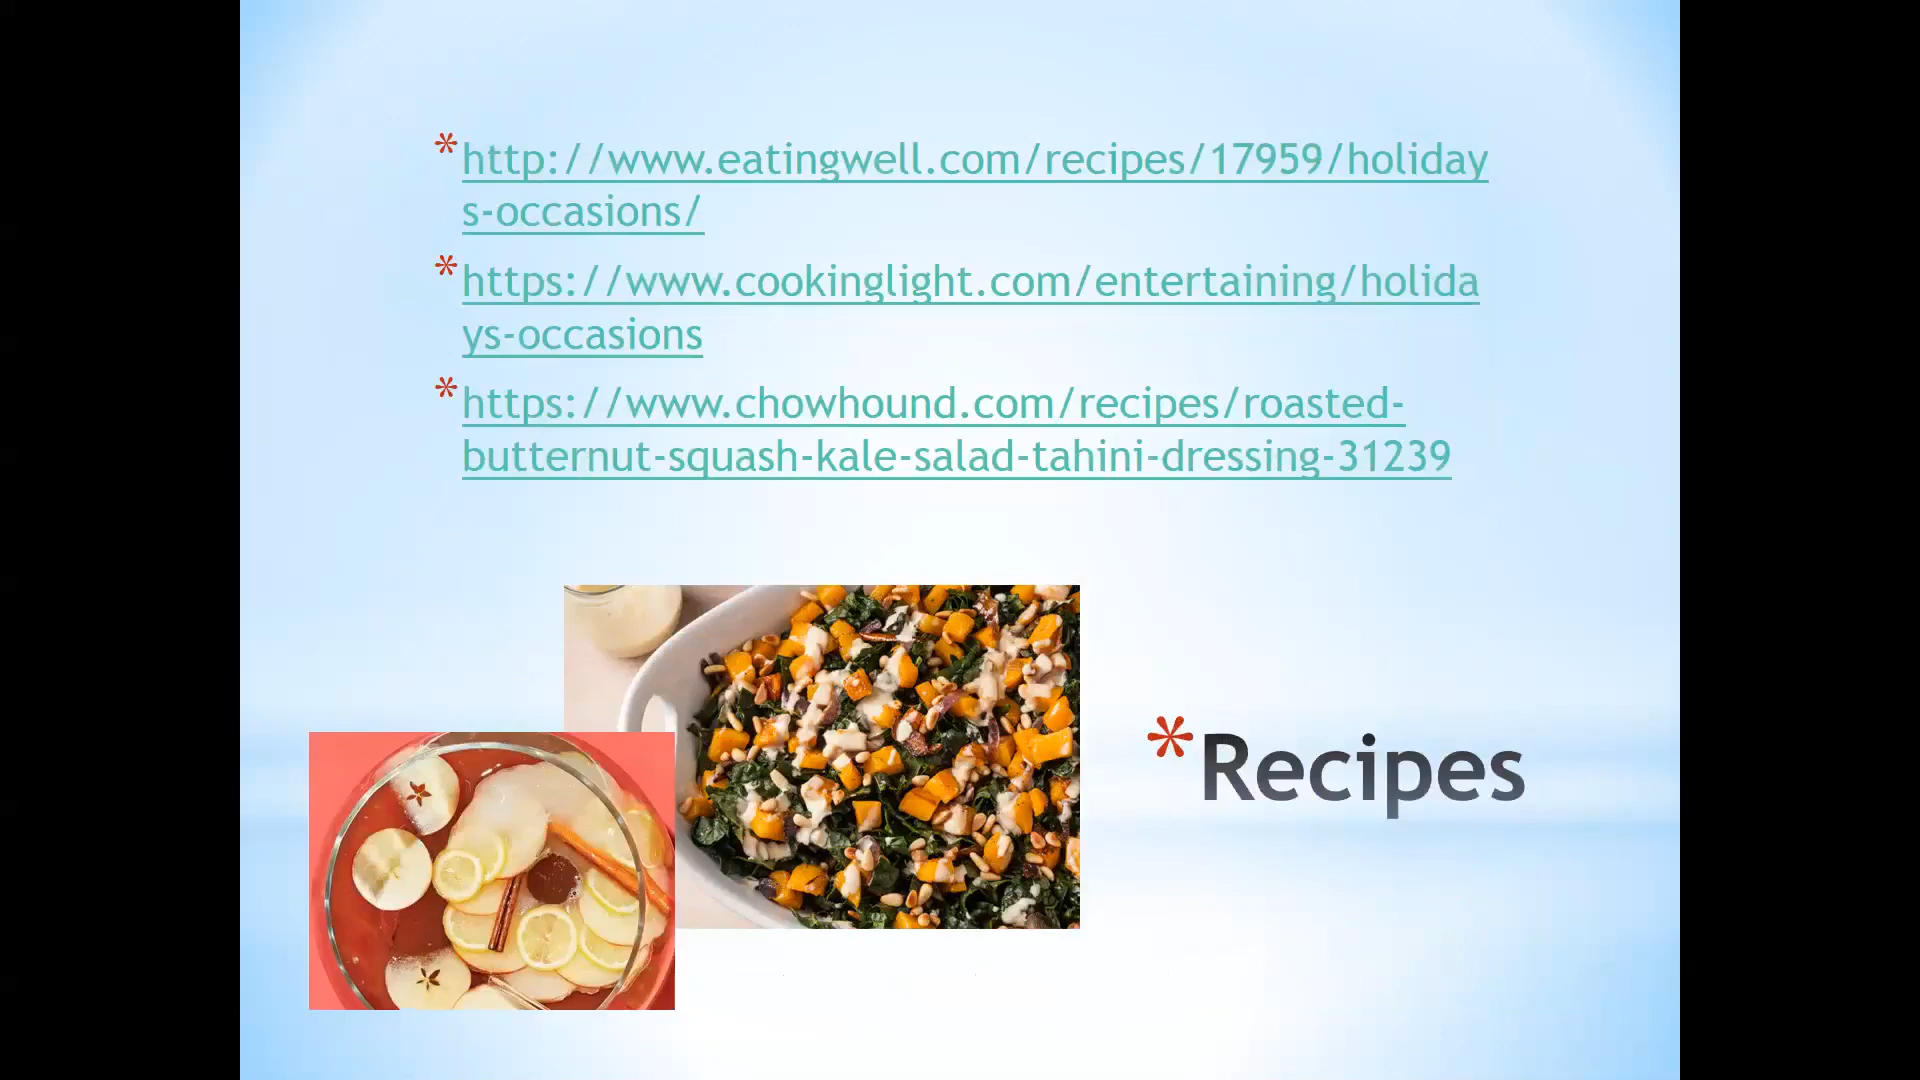 *http://www.eatingwell.com/recipes/17959/holiday
s-occasions/
*https://www.cookinglight.com/entertaining/holida
ys-occasions
*https://www.chowhound.com/recipes/roasted-
butternut-squash-kale-salad-tahini-dressing-31239
*Recipes